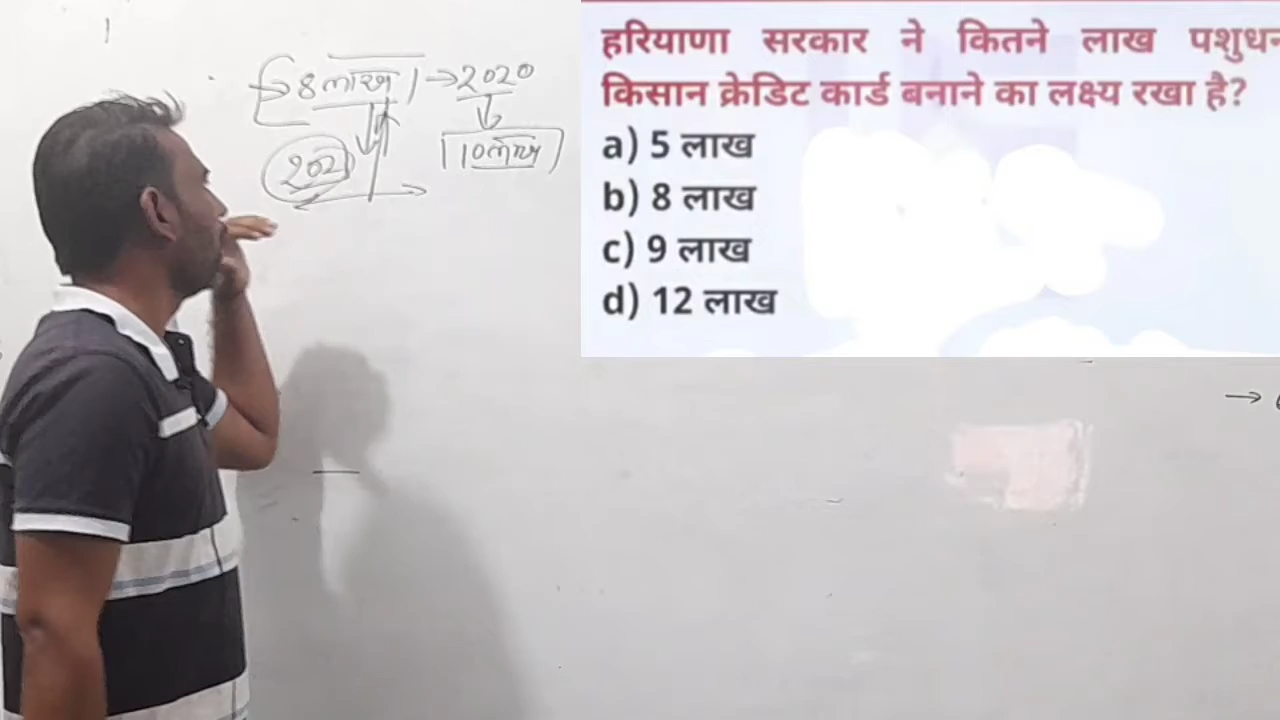 8 लाख → 2020
2021
10 लाख
हरियाणा सरकार ने कितने लाख पशुधन
किसान क्रेडिट कार्ड बनाने का लक्ष्य रखा है?
a) 5 लाख
b) 8 लाख
c) 9 लाख
d) 12 लाख
→